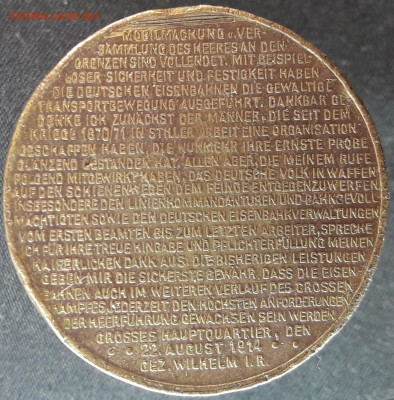 MOBILMACHUNG U. VER-
SAMMLUNG DES HEERES AN DEN
GRENZEN SIND VOLLENDET. MIT BEISPIEL-
LOSER SICHERHEIT UND FESTIGKEIT HABEN
DIE DEUTSCHEN EISENBAHNEN DIE GEWALTIGE
TRANSPORTBEWEGUNG AUSGEFÜHRT. DANKBAR GE-
DENKE ICH ZUNÄCHST DER MÄNNER, DIE SEIT DEM
KRIEGE 1870/71 IN STILLER ARBEIT EINE ORGANISATION
GESCHAFFEN HABEN, DIE NUNMEHR IHRE ERNSTE PROBE
GLÄNZEND BESTANDEN HAT. ALLEN ABER, DIE MEINEM RUFE
FOLGEND MITGEWIRKT HABEN, DAS DEUTSCHE VOLK IN WAFFEN
AUF DEN SCHIENENWEGEN DEM FEINDE ENTGEGENZUWERFEN,
INSBESONDERE DEN LINIENKOMMANDANTUREN UND BAHNBEVOLL-
MÄCHTIGTEN SOWIE DEN DEUTSCHEN EISENBAHNVERWALTUNGEN
VOM ERSTEN BEAMTEN BIS ZUM LETZTEN ARBEITER, SPRECHE
ICH FÜR IHRE TREUE HINGABE UND PFLICHTERFÜLLUNG MEINEN
KAISERLICHEN DANK AUS. DIE BISHERIGEN LEISTUNGEN
GEBEN MIR DIE SICHERSTE GEWÄHR, DASS DIE EISEN-
BAHNEN AUCH IM WEITEREN VERLAUF DES GROSSEN
KAMPFES JEDERZEIT DEN HÖCHSTEN ANFORDERUNGEN
DER HEERFÜHRUNG GEWACHSEN SEIN WERDEN.
GROSSES HAUPTQUARTIER, DEN
22. AUGUST 1914
GEZ. WILHELM I. R.